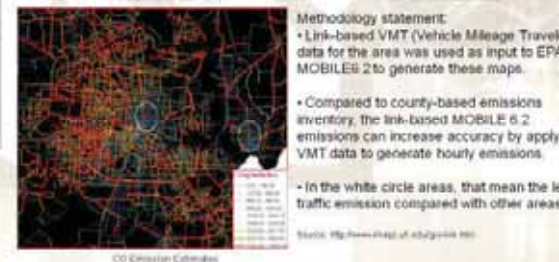 Methodology statement:
• Link-based VMT (Vehicle Mileage Travel
data for the area was used as input to EPA
MOBILE6.2 to generate these maps.
• Compared to county-based emissions
inventory, the link-based MOBILE 6.2
emissions can increase accuracy by apply
VMT data to generate hourly emissions.
• In the white circle areas, that mean the le
traffic emission compared with other areas
CO Emission Estimates